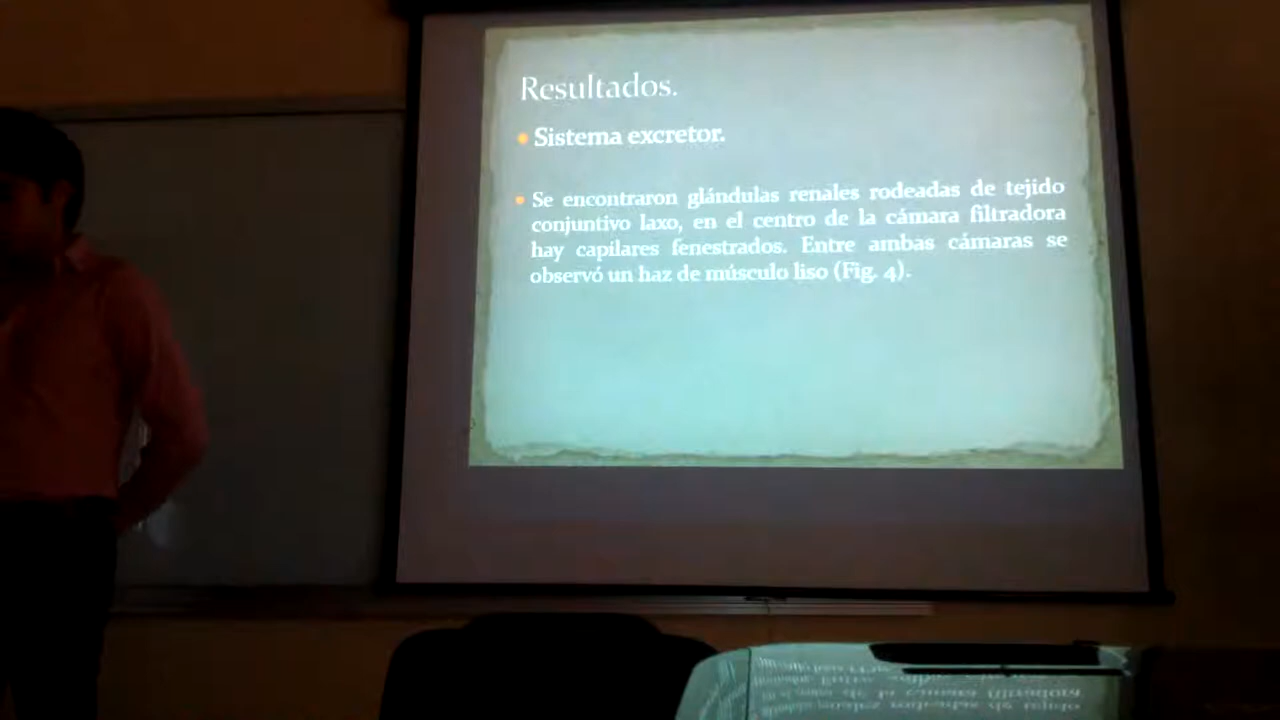 Resultados.
Sistema excretor.
Se encontraron glándulas renales rodeadas de tejido
conjuntivo laxo, en el centro de la cámara filtradora
hay capilares fenestrados. Entre ambas cámaras se
observó un haz de músculo liso (Fig. 4).